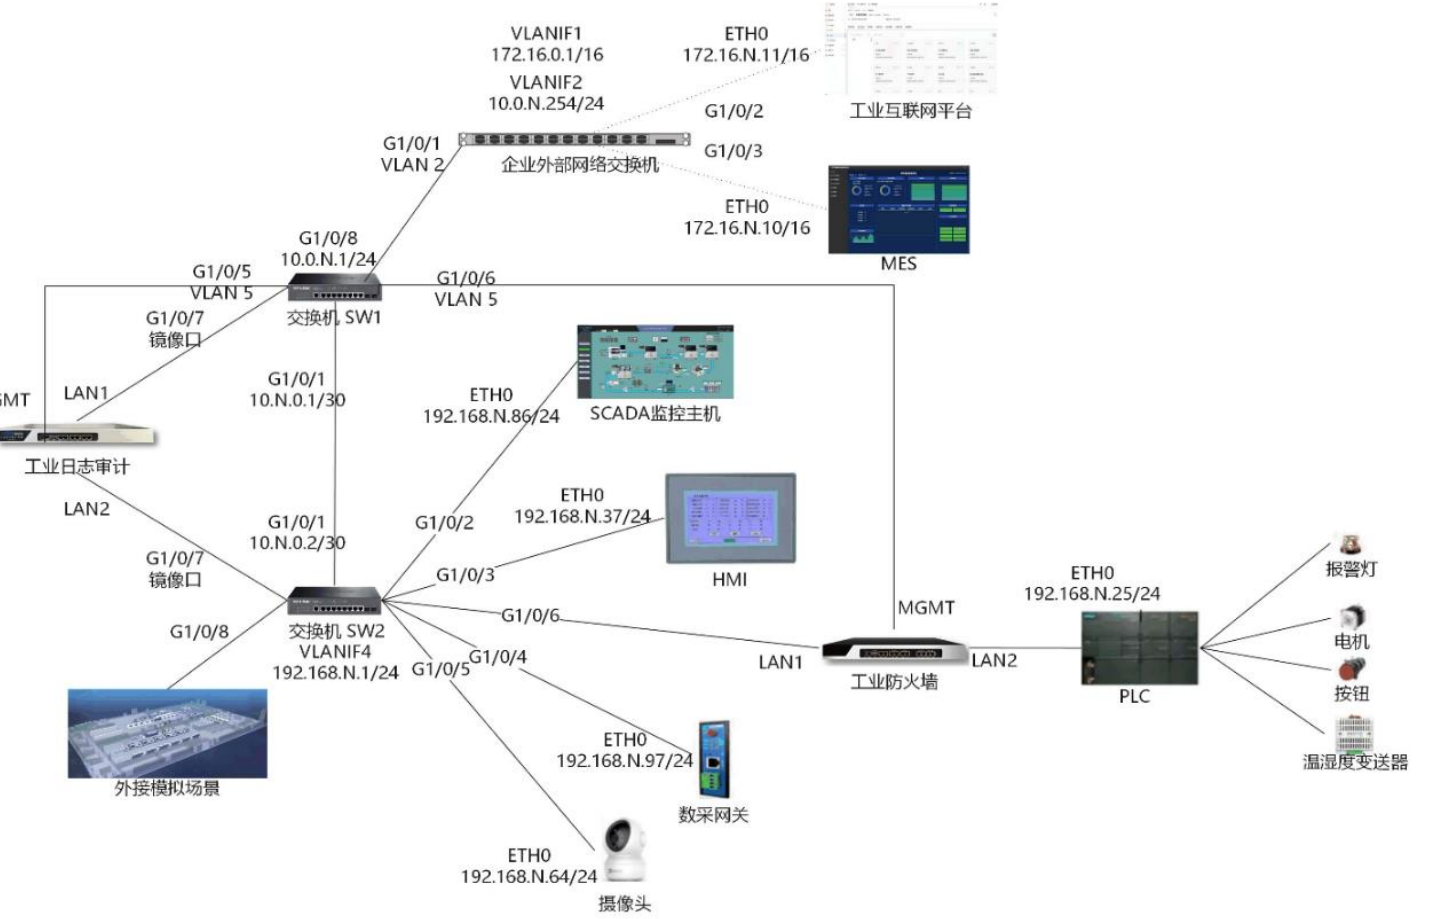 VLANIF1
172.16.0.1/16
VLANIF2
10.0.N.254/24
ETH0
172.16.N.11/16
工业互联网平台
G1/0/2
G1/0/1
VLAN 2
企业外部网络交换机
G1/0/3
ETH0
172.16.N.10/16
MES
G1/0/8
10.0.N.1/24
G1/0/5
VLAN 5
G1/0/6
VLAN 5
交换机 SW1
G1/0/7
镜像口
G1/0/1
10.N.0.1/30
MT
LAN1
工业日志审计
LAN2
ETH0
192.168.N.86/24
SCADA监控主机
G1/0/2
ETH0
192.168.N.37/24
HMI
G1/0/1
10.N.0.2/30
G1/0/7
镜像口
G1/0/3
G1/0/8
交换机 SW2
VLANIF4
192.168.N.1/24
G1/0/6
G1/0/4
G1/0/5
MGMT
LAN1
工业防火墙
LAN2
ETH0
192.168.N.25/24
PLC
报警灯
电机
按钮
温湿度变送器
外接模拟场景
ETH0
192.168.N.97/24
数采网关
ETH0
192.168.N.64/24
摄像头